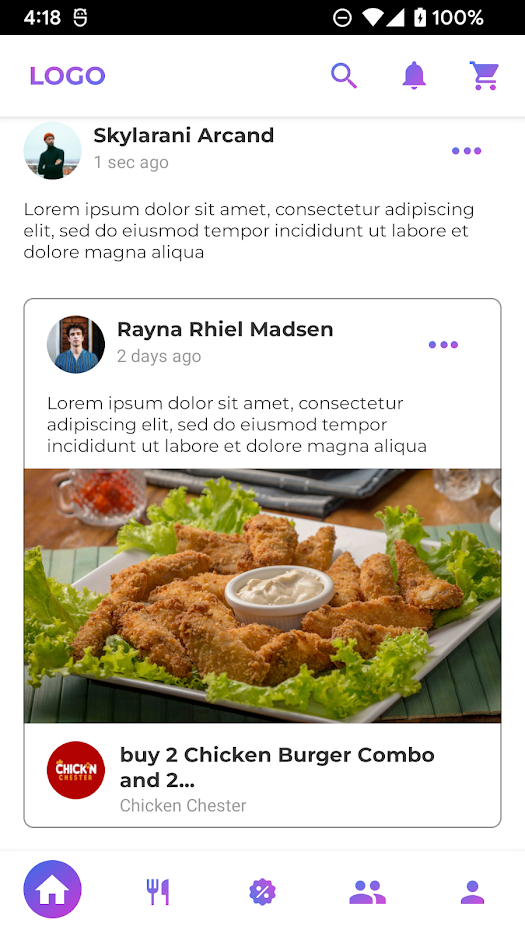 4:18
100%
LOGO
Skylarani Arcand
1 sec ago
Lorem ipsum dolor sit amet, consectetur adipiscing
elit, sed do eiusmod tempor incididunt ut labore et
dolore magna aliqua
Rayna Rhiel Madsen
2 days ago
Lorem ipsum dolor sit amet, consectetur
adipiscing elit, sed do eiusmod tempor
incididunt ut labore et dolore magna aliqua
CHICK'N
CHESTER
buy 2 Chicken Burger Combo
and 2...
Chicken Chester